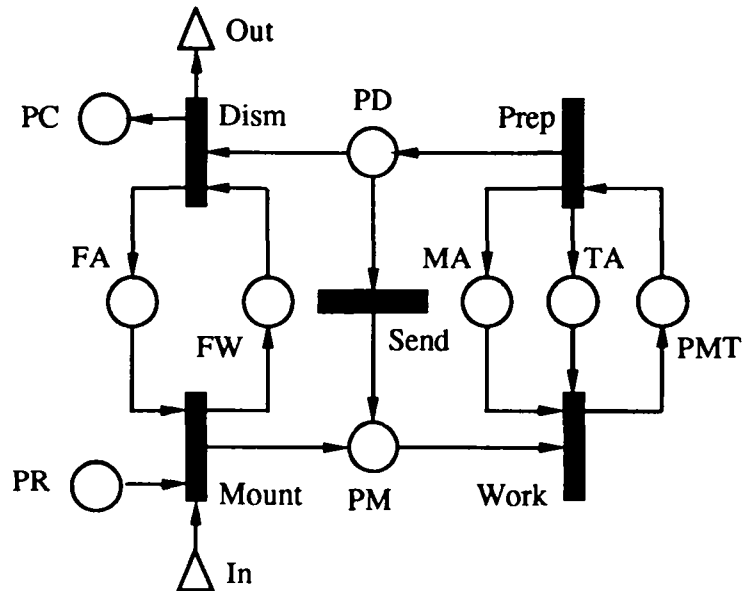 Out
PC
Dism
PD
Prep
FA
FW
MA
TA
Send
PMT
PR
Mount
PM
Work
In